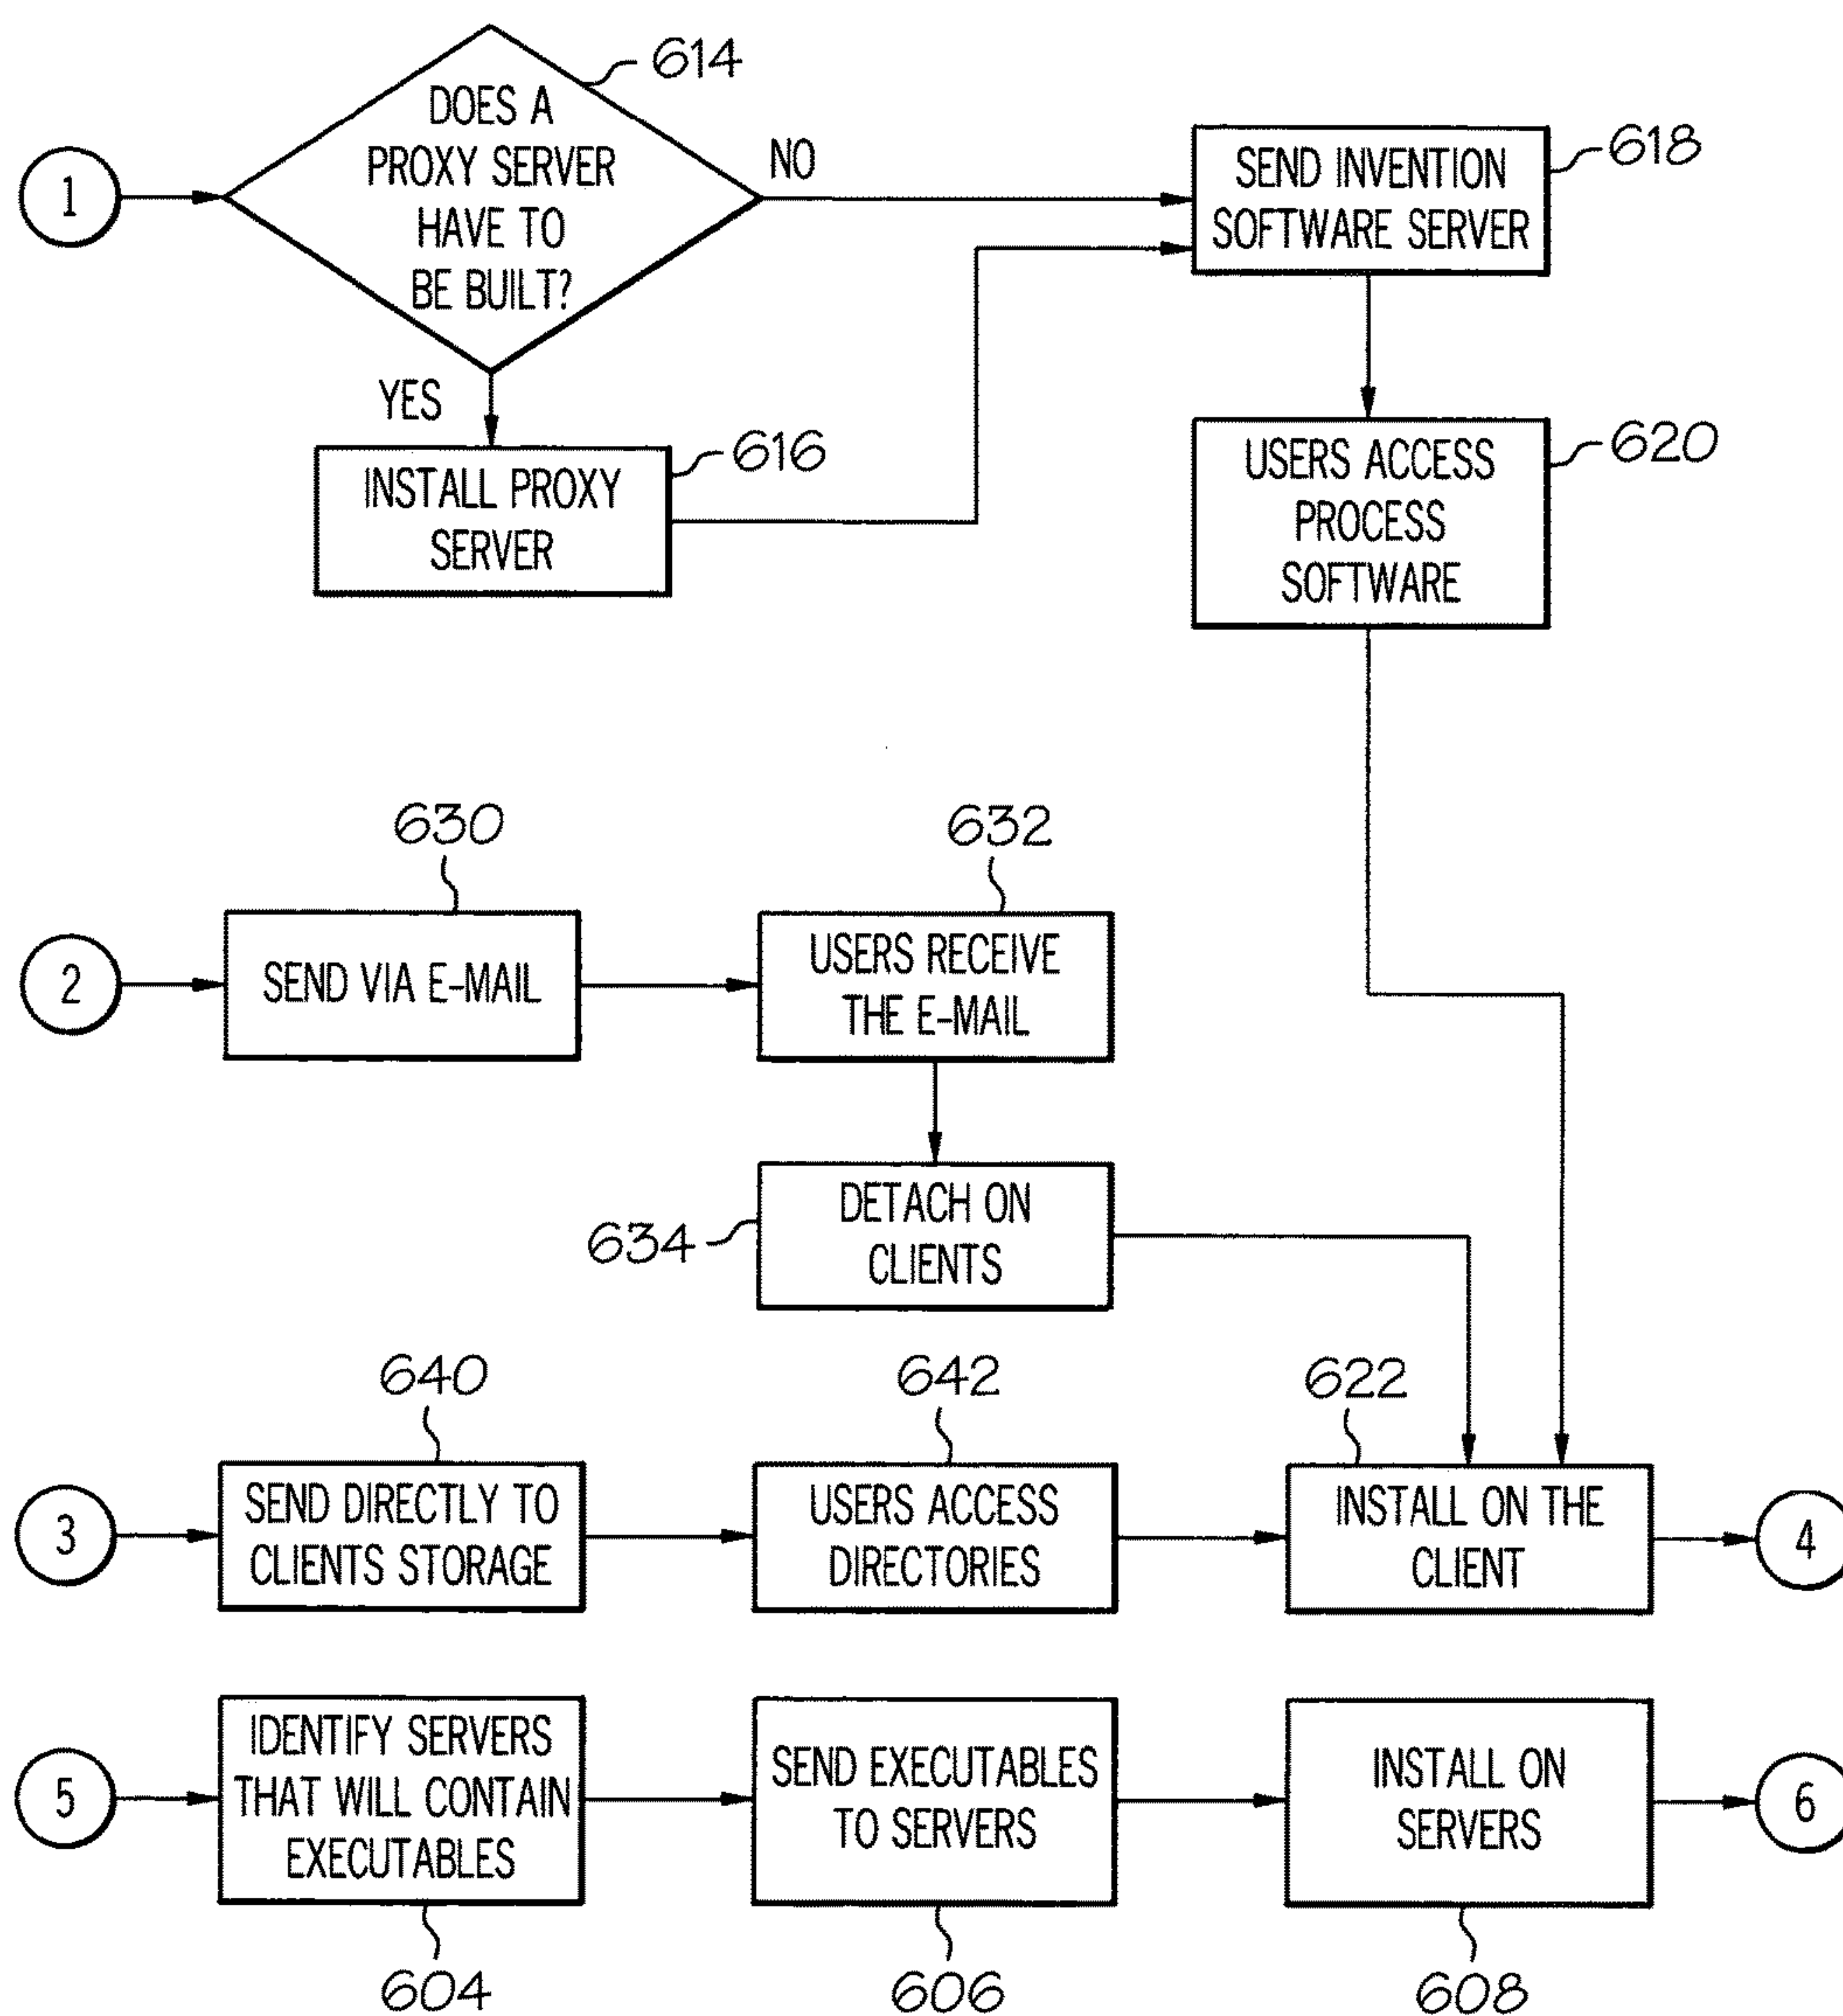 614
DOES A
PROXY SERVER
HAVE TO
BE BUILT?
1
NO
SEND INVENTION
SOFTWARE SERVER
618
YES
INSTALL PROXY
SERVER
616
USERS ACCESS
PROCESS
SOFTWARE
620
630
632
2
SEND VIA E-MAIL
USERS RECEIVE
THE E-MAIL
634
DETACH ON
CLIENTS
640
642
622
3
SEND DIRECTLY TO
CLIENTS STORAGE
USERS ACCESS
DIRECTORIES
INSTALL ON THE
CLIENT
4
5
IDENTIFY SERVERS
THAT WILL CONTAIN
EXECUTABLES
SEND EXECUTABLES
TO SERVERS
INSTALL ON
SERVERS
6
604
606
608